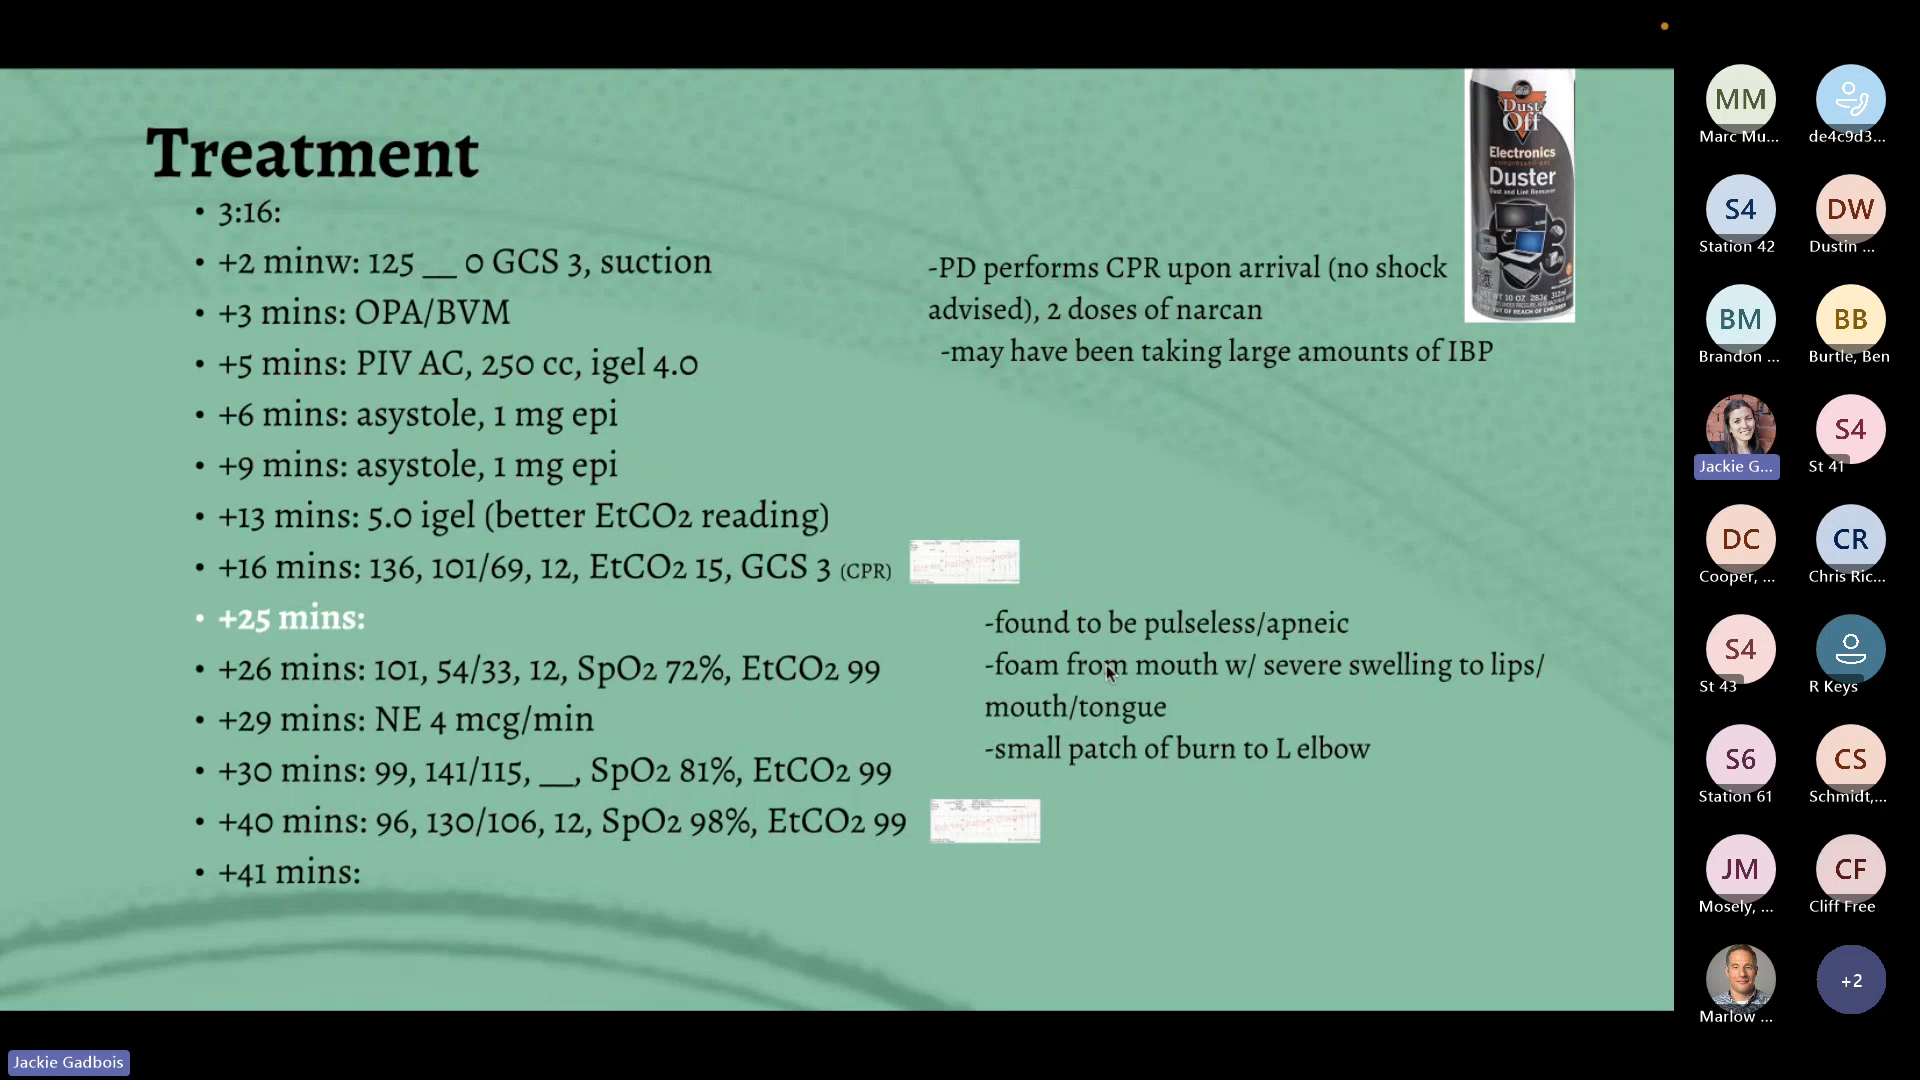 Treatment
• 3:16:
• +2 minw: 125 __ 0 GCS 3, suction
• +3 mins: OPA/BVM
• +5 mins: PIV AC, 250 cc, igel 4.0
• +6 mins: asystole, 1 mg epi
• +9 mins: asystole, 1 mg epi
• +13 mins: 5.0 igel (better EtCO2 reading)
• +16 mins: 136, 101/69, 12, EtCO2 15, GCS 3 (CPR)
• +25 mins:
• +26 mins: 101, 54/33, 12, SpO2 72%, EtCO2 99
• +29 mins: NE 4 mcg/min
• +30 mins: 99, 141/115, __, SpO2 81%, EtCO2 99
• +40 mins: 96, 130/106, 12, SpO2 98%, EtCO2 99
• +41 mins:
-PD performs CPR upon arrival (no shock
advised), 2 doses of narcan
-may have been taking large amounts of IBP
-found to be pulseless/apneic
-foam from mouth w/ severe swelling to lips/
mouth/tongue
-small patch of burn to L elbow
Dust
Off
Electronics
Duster
Dust and Lint Remover
MM
Marc Mu...
de4c9d3...
S4
Station 42
DW
Dustin ...
BM
Brandon ...
BB
Burtle, Ben
Jackie G...
S4
St 41
DC
Cooper, ...
CR
Chris Ric...
S4
St 43
R Keys
S6
Station 61
CS
Schmidt,...
JM
Mosely, ...
CF
Cliff Free
Marlow ...
+2
Jackie Gadbois